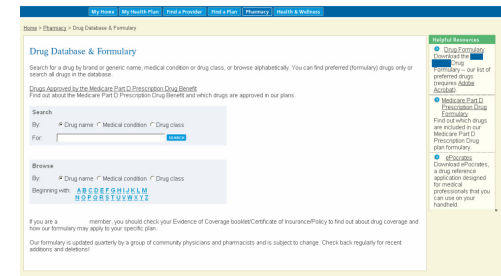 My Home My Health Plan Find a Provider Find a Plan Pharmacy Health & Wellness
Home > Pharmacy > Drug Database & Formulary
Drug Database & Formulary
Search for a drug by brand or generic name, medical condition or drug class, or browse alphabetically. You can find preferred (formulary) drugs only or
search all drugs in the database.
Drugs Approved by the Medicare Part D Prescription Drug Benefit
Find out about the Medicare Part D Prescription Drug Benefit and which drugs are approved in our plans.
Search
By: Drug name Medical condition Drug class
For: SEARCH
Browse
By: Drug name Medical condition Drug class
Beginning with: A B C D E F G H I J K L M
N O P Q R S T U V W X Y Z
If you are a member, you should check your Evidence of Coverage booklet/Certificate of Insurance/Policy to find out about drug coverage and
how our formulary may apply to your specific plan.
Our formulary is updated quarterly by a group of community physicians and pharmacists and is subject to change. Check back regularly for recent
additions and deletions!
Helpful Resources
Drug Formulary
Download the
Drug
Formulary -- our list of
preferred drugs
(requires Adobe
Acrobat).
Medicare Part D
Prescription Drug
Formulary
Find out which drugs
are included in our
Medicare Part D
Prescription Drug
plan formulary.
ePocrates
Download ePocrates,
a drug reference
application designed
for medical
professionals that you
can use on your
handheld.